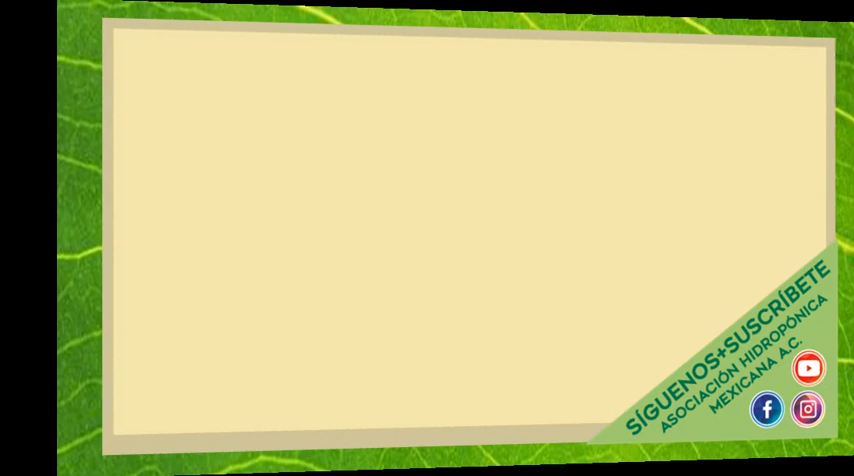 SÍGUENOS+SUSCRÍBETE
ASOCIACIÓN HIDROPÓNICA
MEXICANA A.C.